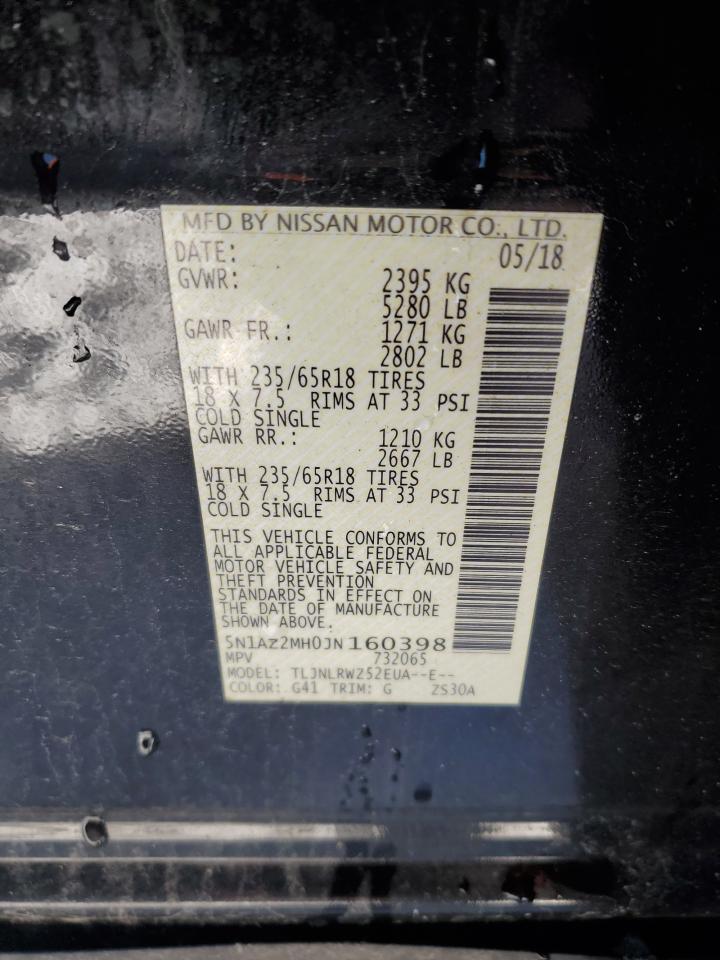 MFD BY NISSAN MOTOR CO., LTD.
DATE: 05/18
GVWR: 2395 KG
5280 LB
GAWR FR.: 1271 KG
2802 LB
WITH 235/65R18 TIRES
18 X 7.5 RIMS AT 33 PSI
COLD SINGLE
GAWR RR.: 1210 KG
2667 LB
WITH 235/65R18 TIRES
18 X 7.5 RIMS AT 33 PSI
COLD SINGLE
THIS VEHICLE CONFORMS TO
ALL APPLICABLE FEDERAL
MOTOR VEHICLE SAFETY AND
THEFT PREVENTION
STANDARDS IN EFFECT ON
THE DATE OF MANUFACTURE
SHOWN ABOVE.
5N1AZ2MH0JN160398
MPV 732065
MODEL: TLJNLRWZ52EUA--E--
COLOR: G41 TRIM: G ZS30A